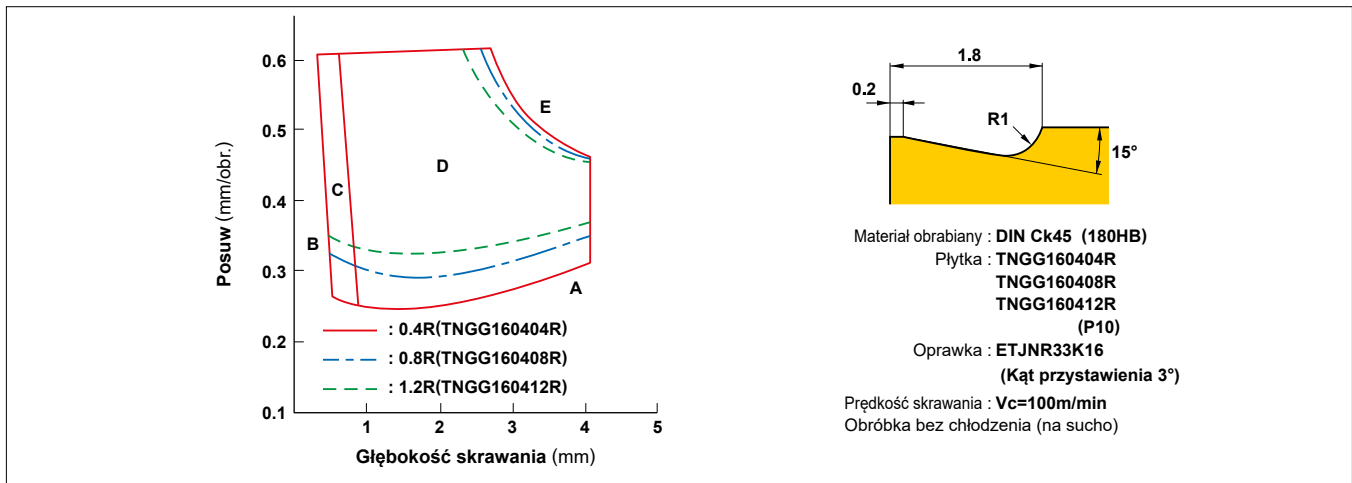 Posuw (mm/obr.)
0.6
0.5
0.4
0.3
0.2
0.1
A
B
C
D
E
: 0.4R(TNGG160404R)
: 0.8R(TNGG160408R)
: 1.2R(TNGG160412R)
1 2 3 4 5
Głębokość skrawania (mm)
1.8
0.2
R1
15°
Materiał obrabiany : DIN Ck45 (180HB)
Płytka : TNGG160404R
TNGG160408R
TNGG160412R
(P10)
Oprawka : ETJNR33K16
(Kąt przystawienia 3°)
Prędkość skrawania : Vc=100m/min
Obróbka bez chłodzenia (na sucho)